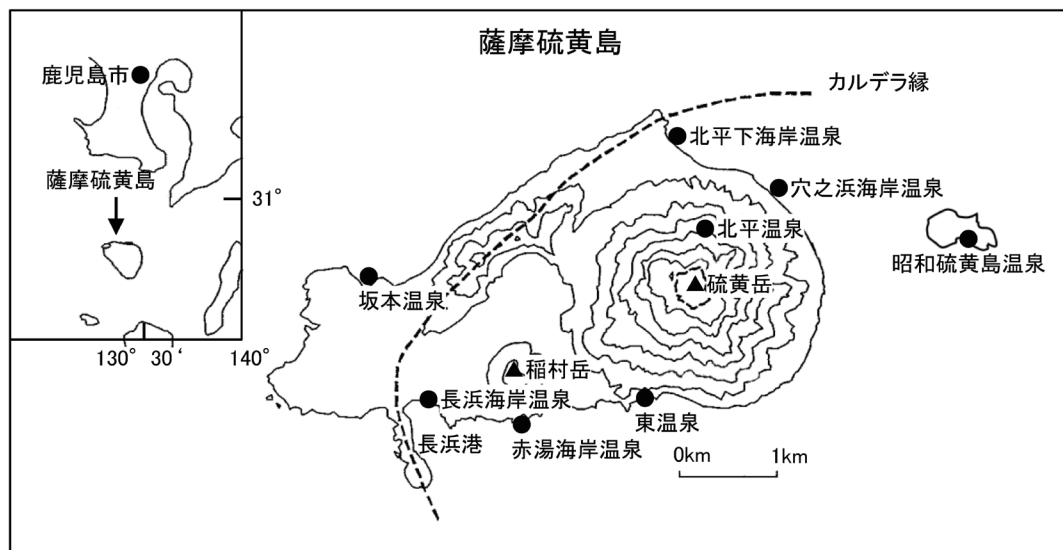 薩摩硫黄島
鹿児島市
薩摩硫黄島
31°
130°
30‘
140°
カルデラ縁
北平下海岸温泉
穴之浜海岸温泉
北平温泉
昭和硫黄島温泉
硫黄岳
坂本温泉
稲村岳
長浜海岸温泉
東温泉
長浜港
赤湯海岸温泉
0km
1km